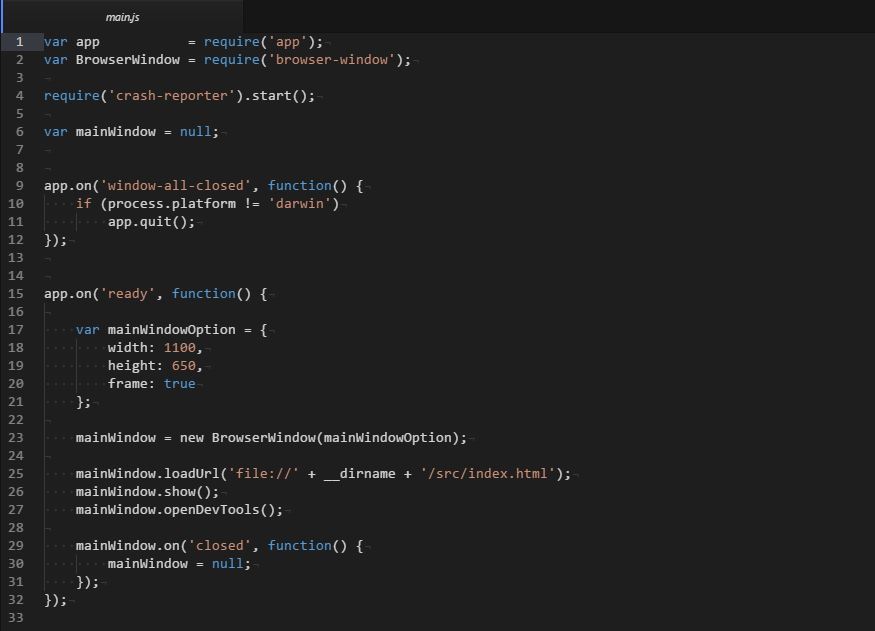 main.js
1 var app           = require('app');
2 var BrowserWindow = require('browser-window');
3
4 require('crash-reporter').start();
5
6 var mainWindow = null;
7
8
9 app.on('window-all-closed', function() {
10     if (process.platform != 'darwin')
11         app.quit();
12 });
13
14
15 app.on('ready', function() {
16
17     var mainWindowOption = {
18         width: 1100,
19         height: 650,
20         frame: true
21     };
22
23     mainWindow = new BrowserWindow(mainWindowOption);
24
25     mainWindow.loadUrl('file://' + __dirname + '/src/index.html');
26     mainWindow.show();
27     mainWindow.openDevTools();
28
29     mainWindow.on('closed', function() {
30         mainWindow = null;
31     });
32 });
33